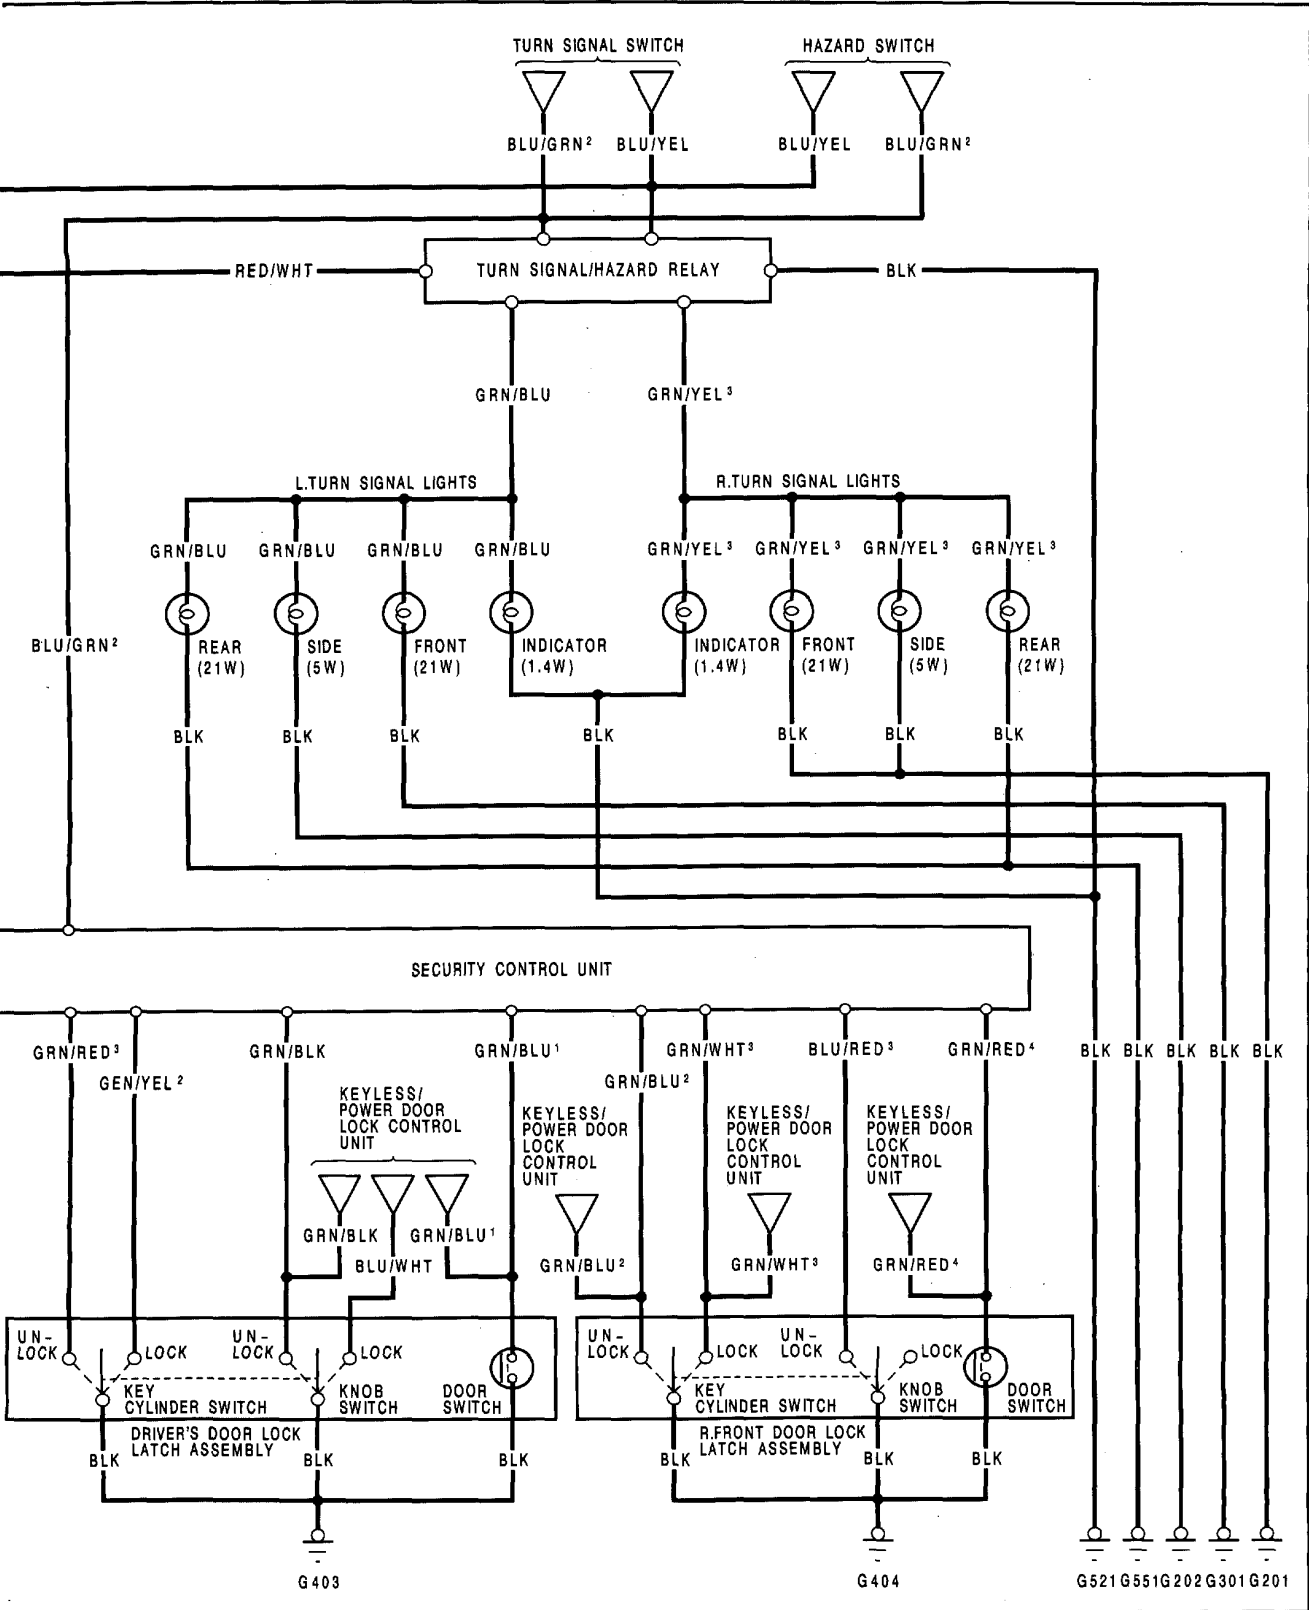 TURN SIGNAL SWITCH
HAZARD SWITCH
BLU/GRN²
BLU/YEL
BLU/YEL
BLU/GRN²
RED/WHT
TURN SIGNAL/HAZARD RELAY
BLK
GRN/BLU
GRN/YEL³
L.TURN SIGNAL LIGHTS
R.TURN SIGNAL LIGHTS
GRN/BLU
GRN/BLU
GRN/BLU
GRN/BLU
GRN/YEL³
GRN/YEL³
GRN/YEL³
GRN/YEL³
BLU/GRN²
REAR
(21W)
SIDE
(5W)
FRONT
(21W)
INDICATOR
(1.4W)
INDICATOR
(1.4W)
FRONT
(21W)
SIDE
(5W)
REAR
(21W)
BLK
BLK
BLK
BLK
BLK
BLK
BLK
SECURITY CONTROL UNIT
GRN/RED³
GEN/YEL²
GRN/BLK
GRN/BLU¹
GRN/BLU²
GRN/WHT³
BLU/RED³
GRN/RED⁴
BLK
BLK
BLK
BLK
BLK
KEYLESS/
POWER DOOR
LOCK CONTROL
UNIT
KEYLESS/
POWER DOOR
LOCK
CONTROL
UNIT
KEYLESS/
POWER DOOR
LOCK
CONTROL
UNIT
KEYLESS/
POWER DOOR
LOCK
CONTROL
UNIT
GRN/BLK
BLU/WHT
GRN/BLU¹
GRN/BLU²
GRN/WHT³
GRN/RED⁴
UN-
LOCK
LOCK
UN-
LOCK
LOCK
KEY
CYLINDER SWITCH
KNOB
SWITCH
DOOR
SWITCH
UN-
LOCK
LOCK
UN-
LOCK
LOCK
KEY
CYLINDER SWITCH
KNOB
SWITCH
DOOR
SWITCH
DRIVER'S DOOR LOCK
LATCH ASSEMBLY
R.FRONT DOOR LOCK
LATCH ASSEMBLY
BLK
BLK
BLK
BLK
BLK
BLK
G403
G404
G521
G551
G202
G301
G201